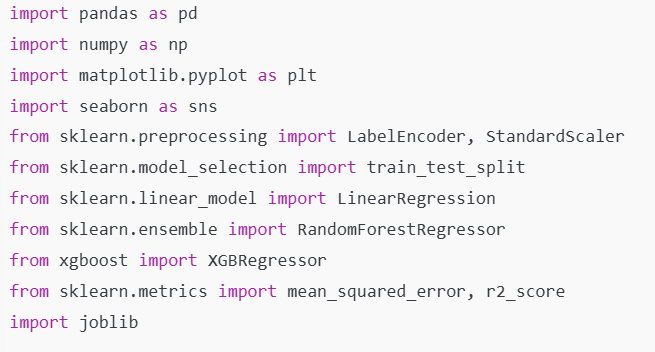 import pandas as pd
import numpy as np
import matplotlib.pyplot as plt
import seaborn as sns
from sklearn.preprocessing import LabelEncoder, StandardScaler
from sklearn.model_selection import train_test_split
from sklearn.linear_model import LinearRegression
from sklearn.ensemble import RandomForestRegressor
from xgboost import XGBRegressor
from sklearn.metrics import mean_squared_error, r2_score
import joblib